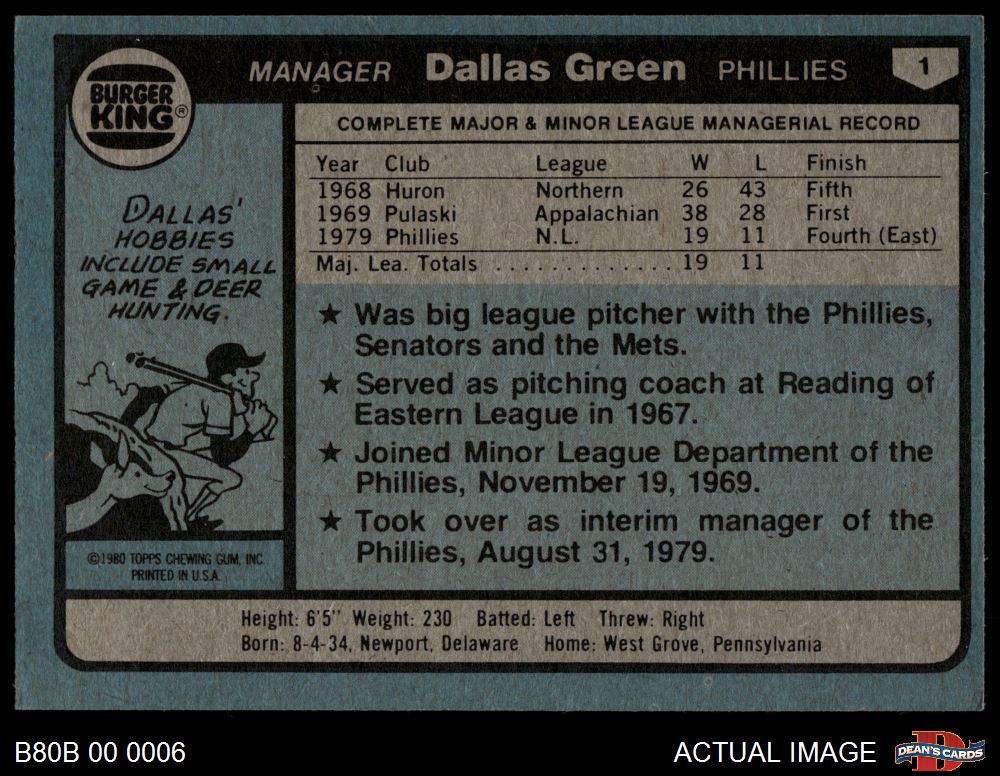 BURGER
KING®
MANAGER Dallas Green PHILLIES 1
COMPLETE MAJOR & MINOR LEAGUE MANAGERIAL RECORD
Year Club League W L Finish
1968 Huron Northern 26 43 Fifth
1969 Pulaski Appalachian 38 28 First
1979 Phillies N.L. 19 11 Fourth (East)
Maj. Lea. Totals . . . . . . . . . . . . . . 19 11
DALLAS'
HOBBIES
INCLUDE SMALL
GAME & DEER
HUNTING.
★ Was big league pitcher with the Phillies,
Senators and the Mets.
★ Served as pitching coach at Reading of
Eastern League in 1967.
★ Joined Minor League Department of the
Phillies, November 19, 1969.
★ Took over as interim manager of the
Phillies, August 31, 1979.
©1980 TOPPS CHEWING GUM, INC.
PRINTED IN U.S.A.
Height: 6'5" Weight: 230 Batted: Left Threw: Right
Born: 8-4-34, Newport, Delaware Home: West Grove, Pennsylvania
B80B 00 0006
ACTUAL IMAGE
DEAN'S CARDS